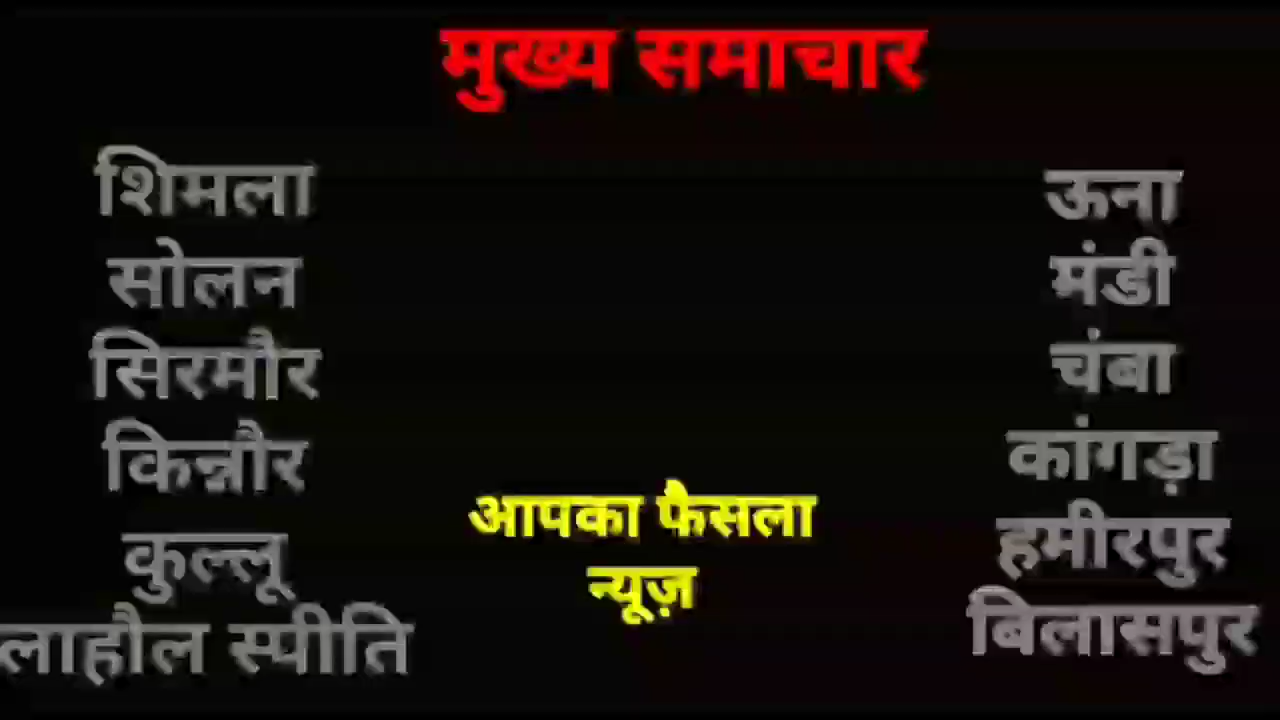 मुख्य समाचार
शिमला
सोलन
सिरमौर
किन्नौर
कुल्लू
लाहौल स्पीति
ऊना
मंडी
चंबा
कांगड़ा
हमीरपुर
बिलासपुर
आपका फैसला
न्यूज़